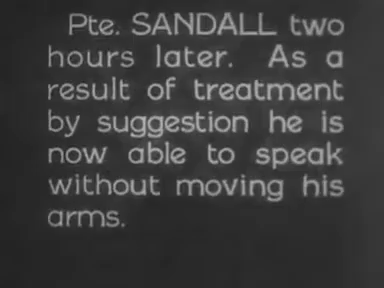 Pte. SANDALL two
hours later. As a
result of treatment
by suggestion he is
now able to speak
without moving his
arms.